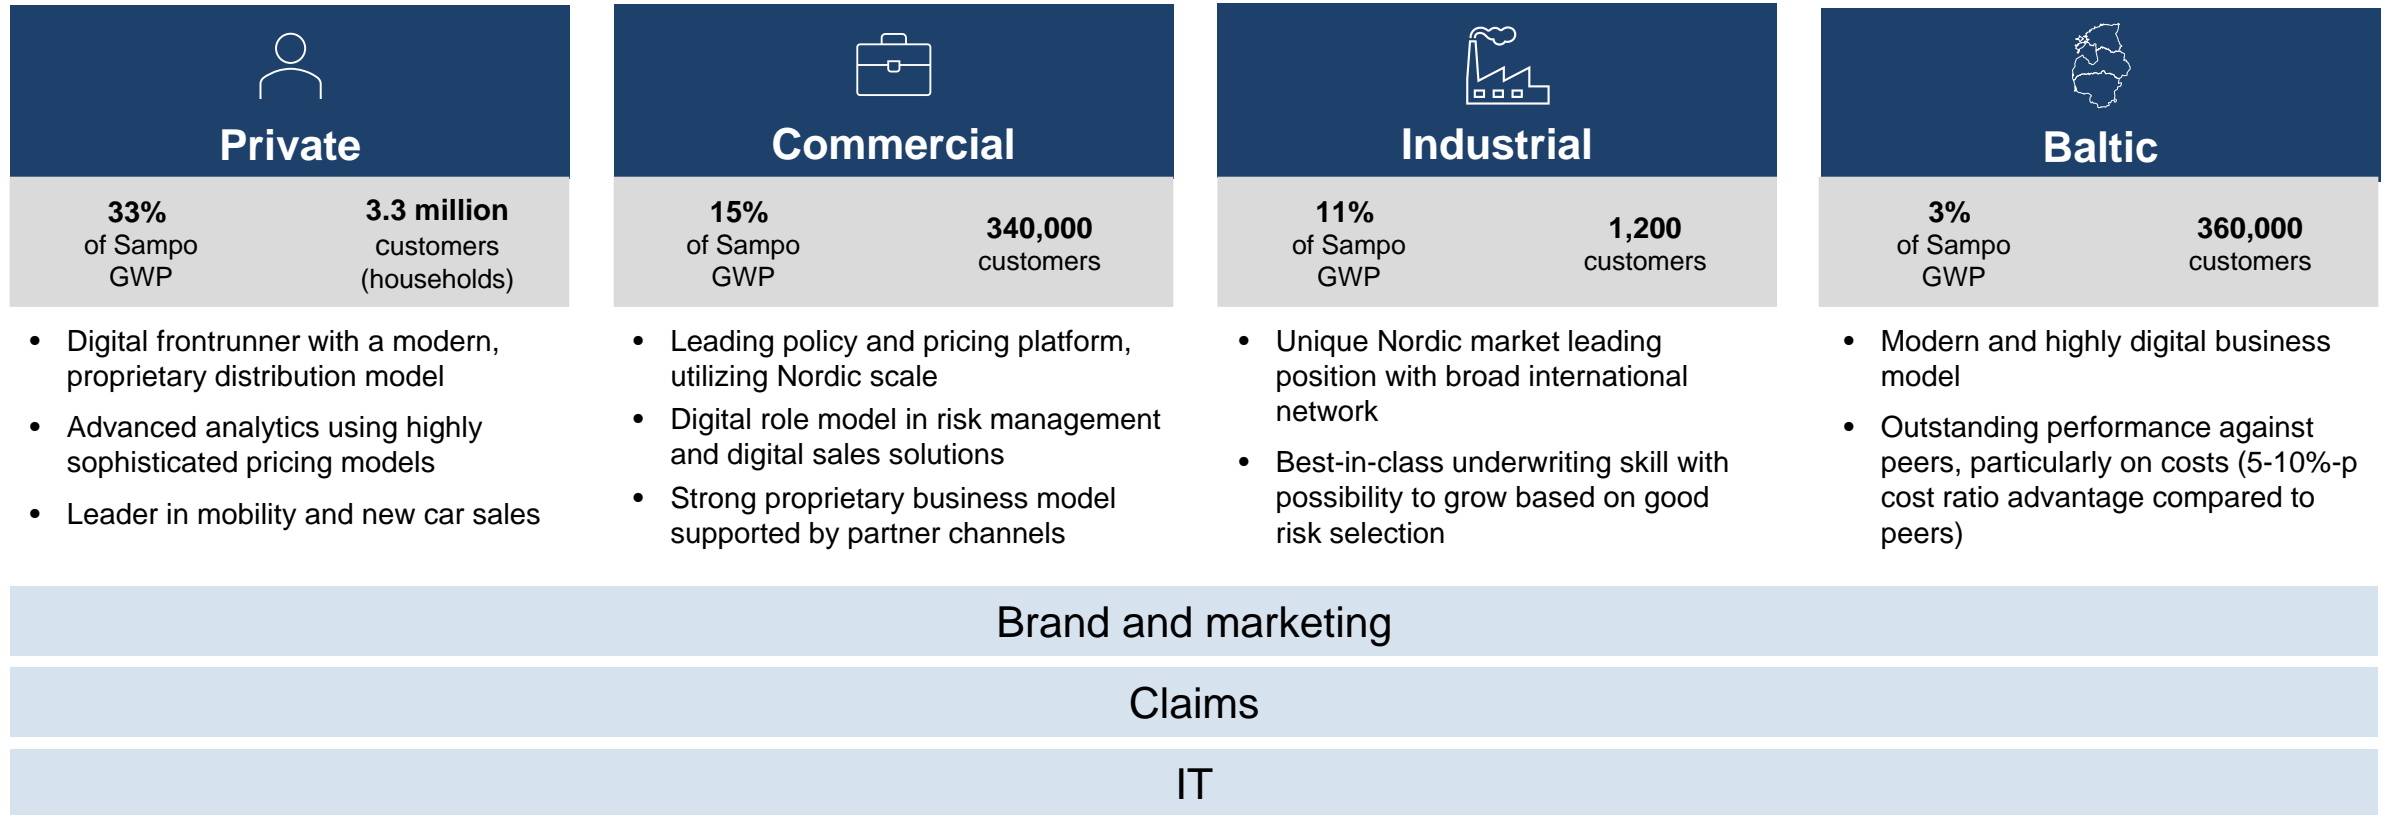 Private
33%
of Sampo
GWP
3.3 million
customers
(households)
• Digital frontrunner with a modern,
proprietary distribution model
• Advanced analytics using highly
sophisticated pricing models
• Leader in mobility and new car sales
Commercial
15%
of Sampo
GWP
340,000
customers
• Leading policy and pricing platform,
utilizing Nordic scale
• Digital role model in risk management
and digital sales solutions
• Strong proprietary business model
supported by partner channels
Industrial
11%
of Sampo
GWP
1,200
customers
• Unique Nordic market leading
position with broad international
network
• Best-in-class underwriting skill with
possibility to grow based on good
risk selection
Baltic
3%
of Sampo
GWP
360,000
customers
• Modern and highly digital business
model
• Outstanding performance against
peers, particularly on costs (5-10%-p
cost ratio advantage compared to
peers)
Brand and marketing
Claims
IT